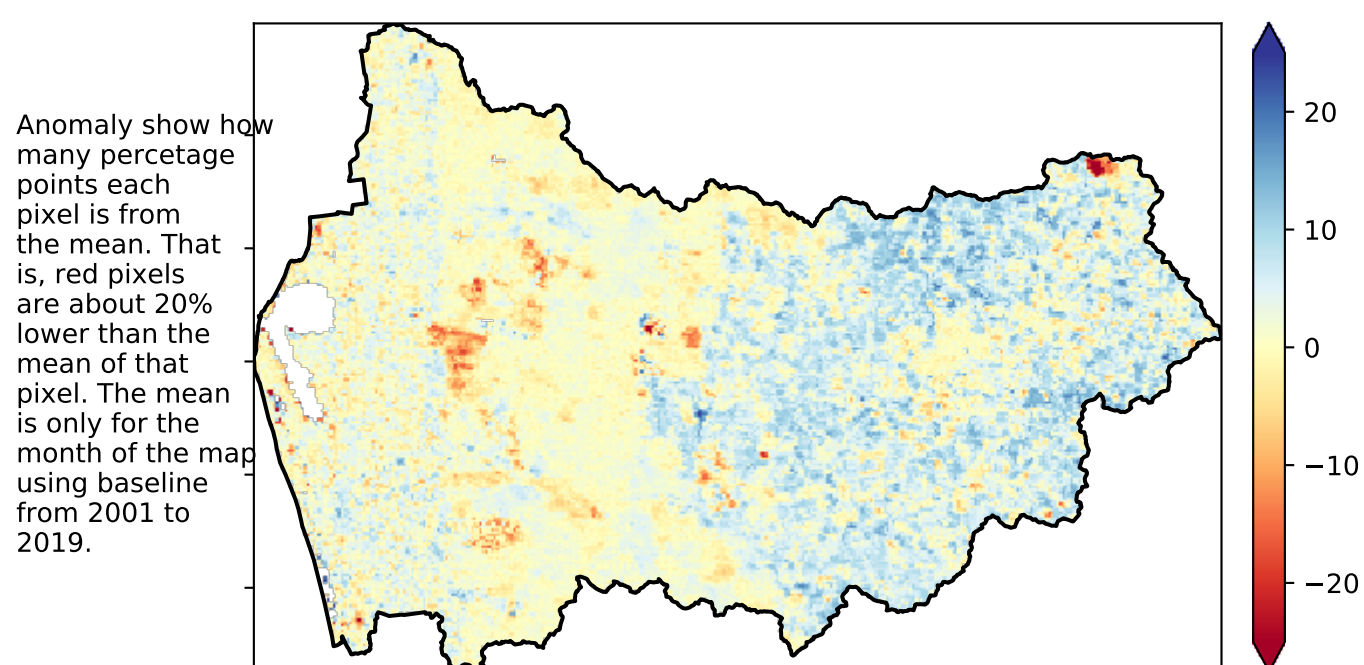 Anomaly show how
many percetage
points each
pixel is from
the mean. That
is, red pixels
are about 20%
lower than the
mean of that
pixel. The mean
is only for the
month of the map
using baseline
from 2001 to
2019.
20
10
0
−10
−20